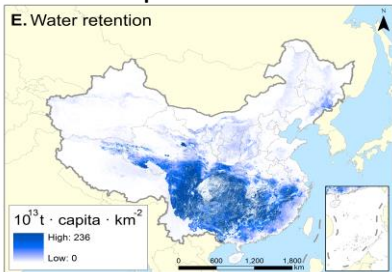 E. Water retention
N
10¹³t · capita · km⁻²
High: 236
Low: 0
0 600 1,200 1,800
km